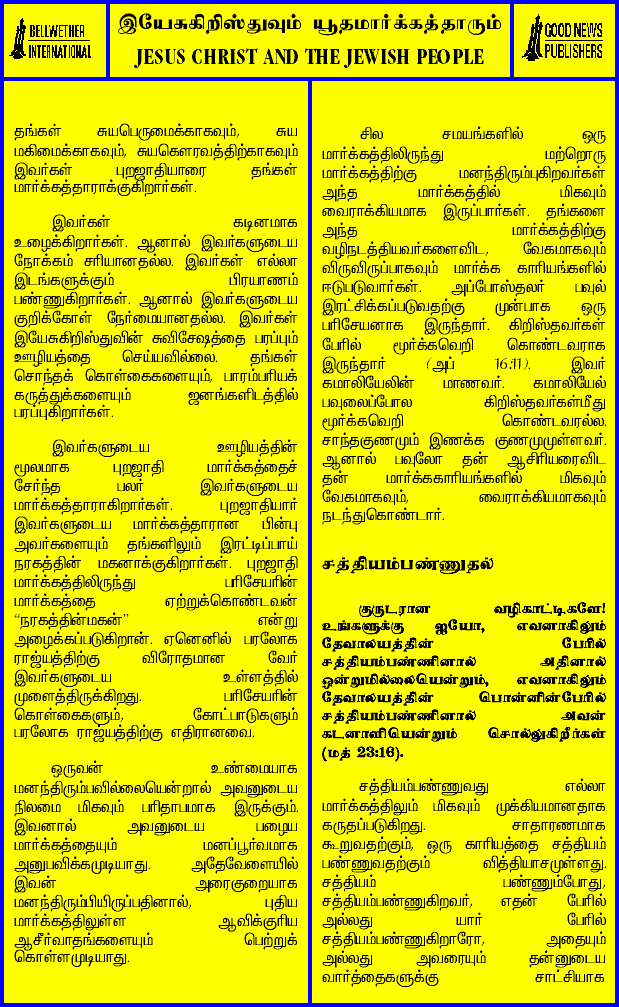 BELLWETHER
INTERNATIONAL
இயேசுகிறிஸ்துவும் யூதமார்க்கத்தாரும்
JESUS CHRIST AND THE JEWISH PEOPLE
GOOD NEWS
PUBLISHERS
தங்கள் சுயபெருமைக்காகவும், சுய
மகிமைக்காகவும், சுயகௌரவத்திற்காகவும்
இவர்கள் புறஜாதியாரை தங்கள்
மார்க்கத்தாராக்குகிறார்கள்.
இவர்கள் கடினமாக
உழைக்கிறார்கள். ஆனால் இவர்களுடைய
நோக்கம் சரியானதல்ல. இவர்கள் எல்லா
இடங்களுக்கும் பிரயாணம்
பண்ணுகிறார்கள். ஆனால் இவர்களுடைய
குறிக்கோள் நேர்மையானதல்ல. இவர்கள்
இயேசுகிறிஸ்துவின் சுவிசேஷத்தை பரப்பும்
ஊழியத்தை செய்யவில்லை. தங்கள்
சொந்தக் கொள்கைகளையும், பாரம்பரியக்
கருத்துக்களையும் ஜனங்களிடத்தில்
பரப்புகிறார்கள்.
இவர்களுடைய ஊழியத்தின்
மூலமாக புறஜாதி மார்க்கத்தைச்
சேர்ந்த பலர் இவர்களுடைய
மார்க்கத்தாராகிறார்கள். புறஜாதியார்
இவர்களுடைய மார்க்கத்தாரான பின்பு
அவர்களையும் தங்களிலும் இரட்டிப்பாய்
நரகத்தின் மகனாக்குகிறார்கள். புறஜாதி
மார்க்கத்திலிருந்து பரிசேயரின்
மார்க்கத்தை ஏற்றுக்கொண்டவன்
“நரகத்தின்மகன்” என்று
அழைக்கப்படுகிறான். ஏனெனில் பரலோக
ராஜ்யத்திற்கு விரோதமான வேர்
இவர்களுடைய உள்ளத்தில்
முளைத்திருக்கிறது. பரிசேயரின்
கொள்கைகளும், கோட்பாடுகளும்
பரலோக ராஜ்யத்திற்கு எதிரானவை.
ஒருவன் உண்மையாக
மனந்திரும்பவில்லையென்றால் அவனுடைய
நிலமை மிகவும் பரிதாபமாக இருக்கும்.
இவனால் அவனுடைய பழைய
மார்க்கத்தையும் மனப்பூர்வமாக
அனுபவிக்கமுடியாது. அதேவேளையில்
இவன் அரைகுறையாக
மனந்திரும்பியிருப்பதினால், புதிய
மார்க்கத்திலுள்ள ஆவிக்குரிய
ஆசீர்வாதங்களையும் பெற்றுக்
கொள்ளமுடியாது.
சில சமயங்களில் ஒரு
மார்க்கத்திலிருந்து மற்றொரு
மார்க்கத்திற்கு மனந்திரும்புகிறவர்கள்
அந்த மார்க்கத்தில் மிகவும்
வைராக்கியமாக இருப்பார்கள். தங்களை
அந்த மார்க்கத்திற்கு
வழிநடத்தியவர்களைவிட, வேகமாகவும்
விருவிருப்பாகவும் மார்க்க காரியங்களில்
ஈடுபடுவார்கள். அப்போஸ்தலர் பவுல்
இரட்சிக்கப்படுவதற்கு முன்பாக ஒரு
பரிசேயனாக இருந்தார். கிறிஸ்தவர்கள்
பேரில் மூர்க்கவெறி கொண்டவராக
இருந்தார் (அப் 16:11). இவர்
கமாலியேலின் மாணவர். கமாலியேல்
பவுலைப்போல கிறிஸ்தவர்கள்மீது
மூர்க்கவெறி கொண்டவரல்ல.
சாந்தகுணமும் இணக்க குணமுமுள்ளவர்.
ஆனால் பவுலோ தன் ஆசிரியரைவிட
தன் மார்க்ககாரியங்களில் மிகவும்
வேகமாகவும், வைராக்கியமாகவும்
நடந்துகொண்டார்.
சத்தியம்பண்ணுதல்
குருடரான வழிகாட்டிகளே!
உங்களுக்கு ஐயோ, எவனாகிலும்
தேவாலயத்தின் பேரில்
சத்தியம்பண்ணினால் அதினால்
ஒன்றுமில்லையென்றும், எவனாகிலும்
தேவாலயத்தின் பொன்னின்பேரில்
சத்தியம்பண்ணினால் அவன்
கடனாளியென்றும் சொல்லுகிறீர்கள்
(மத் 23:16).
சத்தியம்பண்ணுவது எல்லா
மார்க்கத்திலும் மிகவும் முக்கியமானதாக
கருதப்படுகிறது. சாதாரணமாக
கூறுவதற்கும், ஒரு காரியத்தை சத்தியம்
பண்ணுவதற்கும் வித்தியாசமுள்ளது.
சத்தியம் பண்ணும்போது,
சத்தியம்பண்ணுகிறவர், எதன் பேரில்
அல்லது யார் பேரில்
சத்தியம்பண்ணுகிறாரோ, அதையும்
அல்லது அவரையும் தன்னுடைய
வார்த்தைகளுக்கு சாட்சியாக